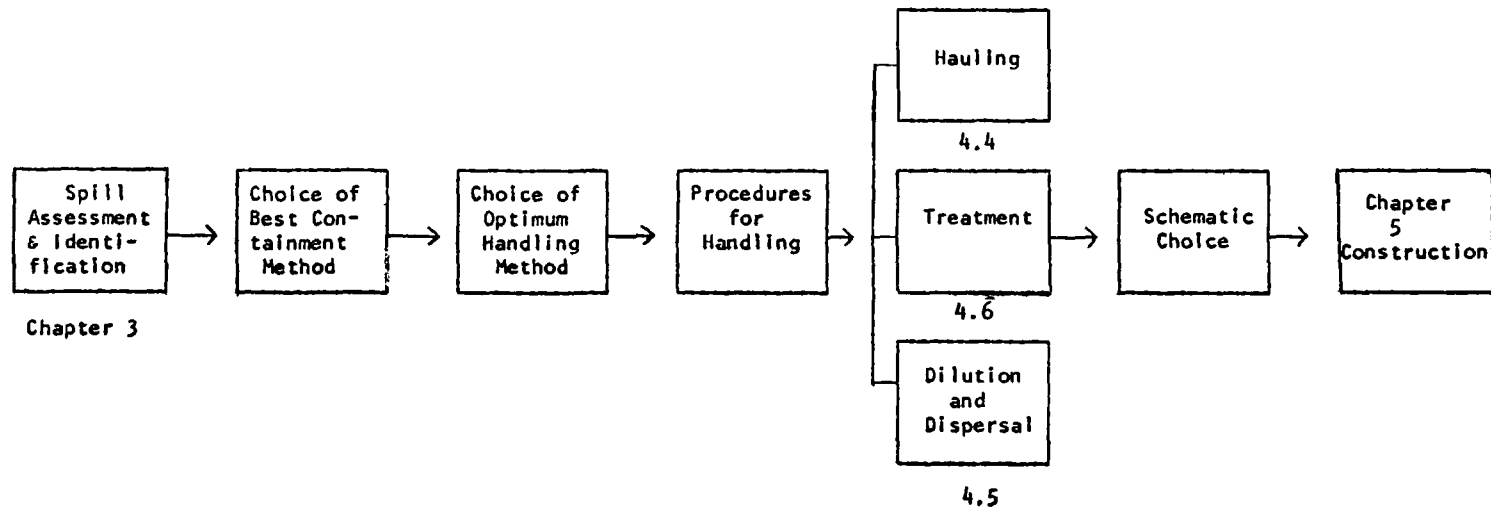 Spill
Assessment
& Identi-
fication
Chapter 3
Choice of
Best Con-
tainment
Method
Choice of
Optimum
Handling
Method
Procedures
for
Handling
Hauling
4.4
Treatment
4.6
Dilution
and
Dispersal
4.5
Schematic
Choice
Chapter
5
Construction